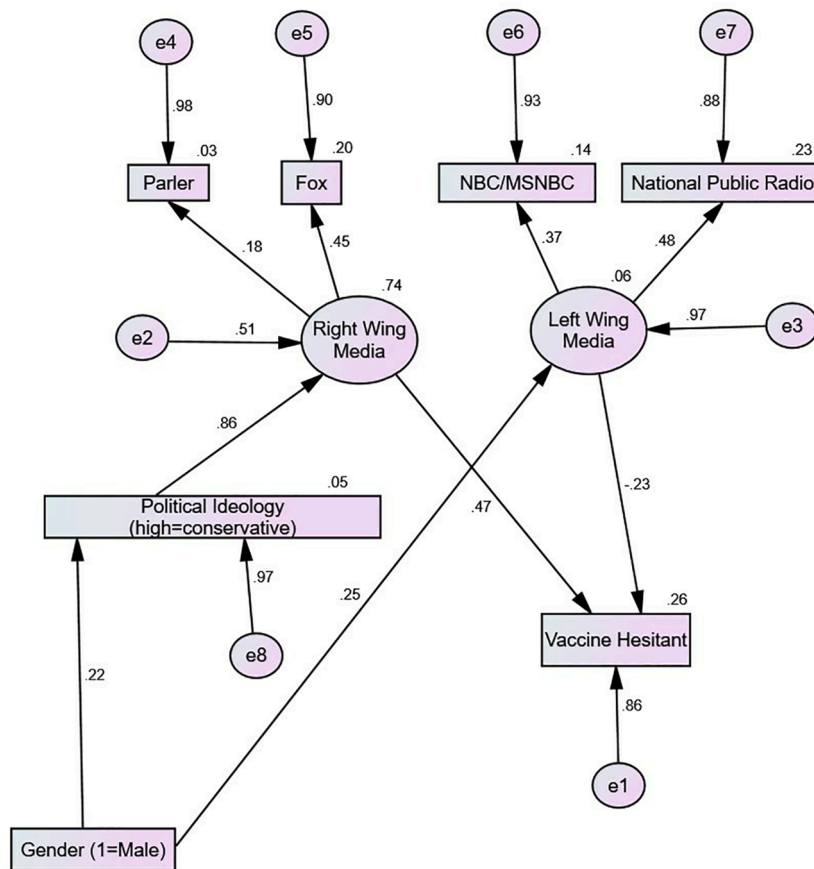 e4
e5
e6
e7
.98
.90
.93
.88
.03
.20
.14
.23
Parler
Fox
NBC/MSNBC
National Public Radio
.18
.45
.37
.48
.74
.06
e2
.51
Right Wing
Media
Left Wing
Media
.97
e3
.86
.05
Political Ideology
(high=conservative)
.47
-.23
.97
.25
.26
Vaccine Hesitant
e8
.22
.86
e1
Gender (1=Male)